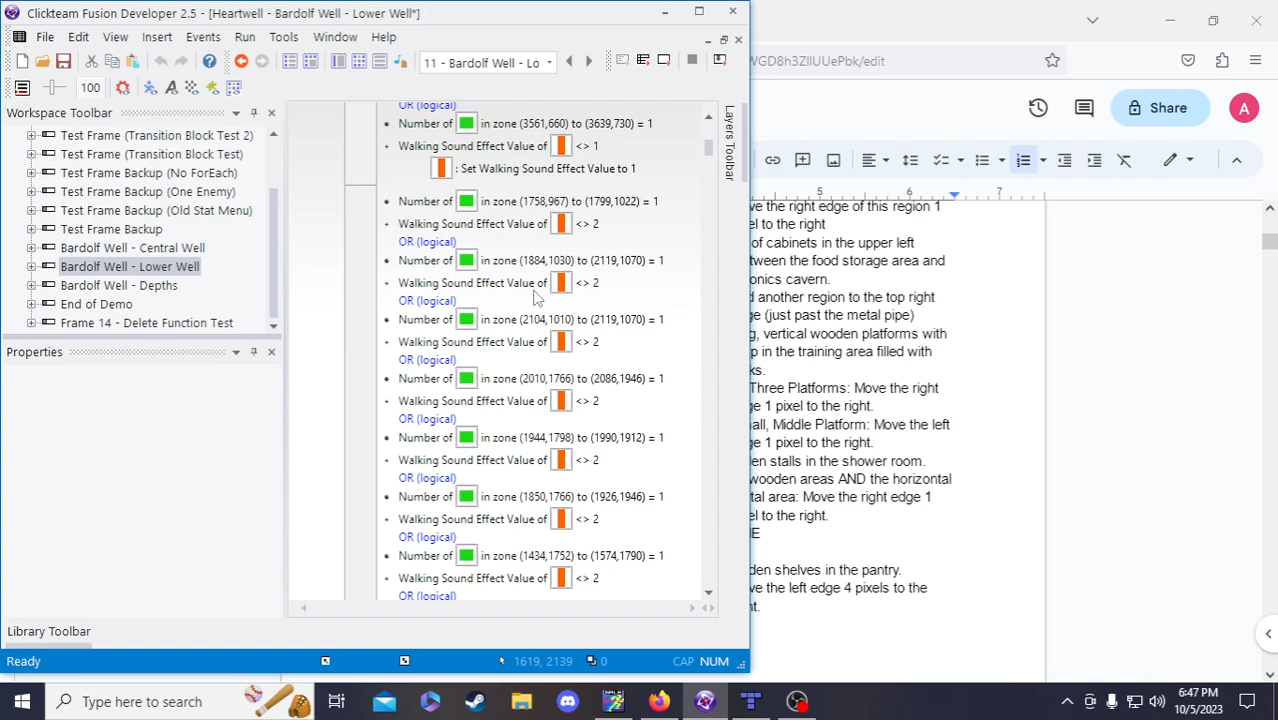 Clickteam Fusion Developer 2.5 - [Heartwell - Bardolf Well - Lower Well*]
File Edit View Insert Events Run Tools Window Help
11 - Bardolf Well - Lo
100
Workspace Toolbar
Test Frame (Transition Block Test 2)
Test Frame (Transition Block Test)
Test Frame Backup (No ForEach)
Test Frame Backup (One Enemy)
Test Frame Backup (Old Stat Menu)
Test Frame Backup
Bardolf Well - Central Well
Bardolf Well - Lower Well
Bardolf Well - Depths
End of Demo
Frame 14 - Delete Function Test
Properties
Library Toolbar
Layers Toolbar
OR (logical)
Number of in zone (3561,660) to (3639,730) = 1
Walking Sound Effect Value of <> 1
: Set Walking Sound Effect Value to 1
Number of in zone (1758,967) to (1799,1022) = 1
Walking Sound Effect Value of <> 2
OR (logical)
Number of in zone (1884,1030) to (2119,1070) = 1
Walking Sound Effect Value of <> 2
OR (logical)
Number of in zone (2104,1010) to (2119,1070) = 1
Walking Sound Effect Value of <> 2
OR (logical)
Number of in zone (2010,1766) to (2086,1946) = 1
Walking Sound Effect Value of <> 2
OR (logical)
Number of in zone (1944,1798) to (1990,1912) = 1
Walking Sound Effect Value of <> 2
OR (logical)
Number of in zone (1850,1766) to (1926,1946) = 1
Walking Sound Effect Value of <> 2
OR (logical)
Number of in zone (1434,1752) to (1574,1790) = 1
Walking Sound Effect Value of <> 2
OR (logical)
Ready
1619, 2139
0
CAP NUM
WGD8h3ZlIUUePbk/edit
Share
A
5 6 7
ve the right edge of this region 1
el to the right
of cabinets in the upper left
etween the food storage area and
onics cavern.
d another region to the top right
ge (just past the metal pipe)
g, vertical wooden platforms with
p in the training area filled with
ks.
Three Platforms: Move the right
ge 1 pixel to the right.
all, Middle Platform: Move the left
ge 1 pixel to the right.
en stalls in the shower room.
wooden areas AND the horizontal
tal area: Move the right edge 1
el to the right.
E
den shelves in the pantry.
ve the left edge 4 pixels to the
nt.
Type here to search
6:47 PM
10/5/2023